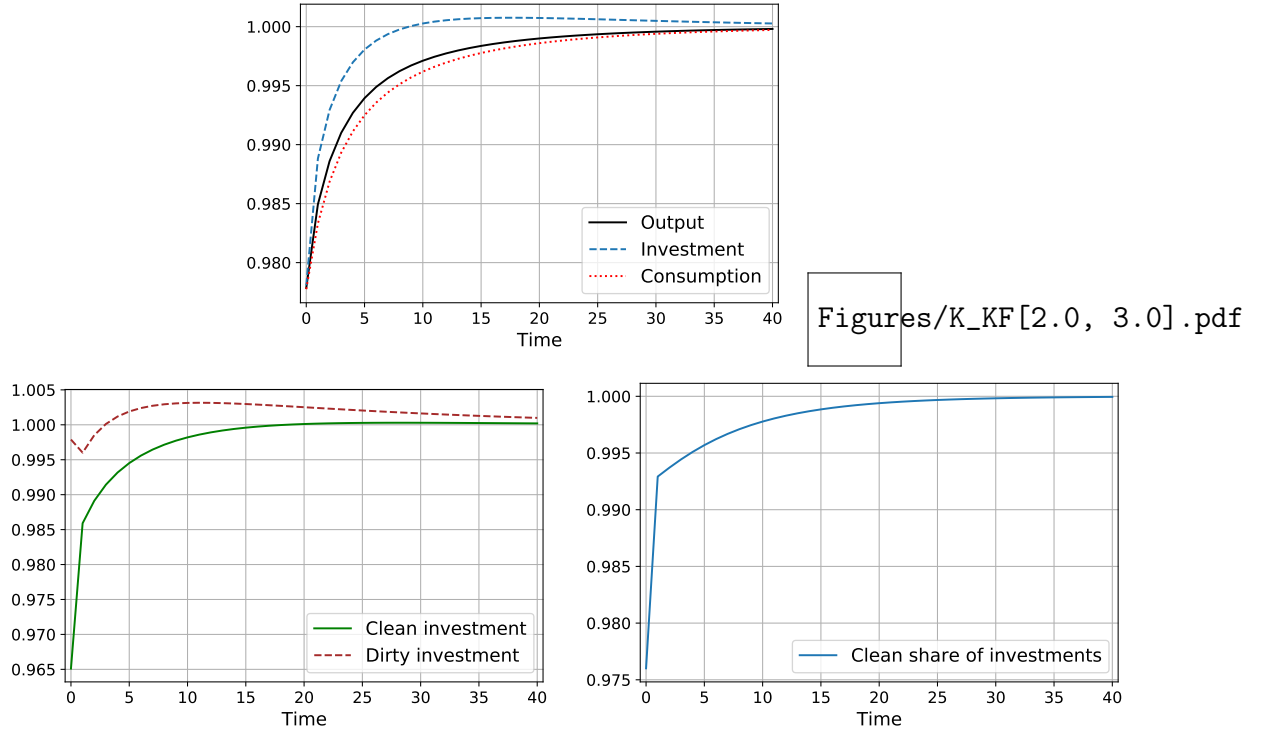 1.000
0.995
0.990
0.985
0.980
Output
Investment
Consumption
0 5 10 15 20 25 30 35 40
Time
Figures/K_KF[2.0, 3.0].pdf
1.005
1.000
0.995
0.990
0.985
0.980
0.975
0.970
0.965
Clean investment
Dirty investment
0 5 10 15 20 25 30 35 40
Time
1.000
0.995
0.990
0.985
0.980
0.975
Clean share of investments
0 5 10 15 20 25 30 35 40
Time